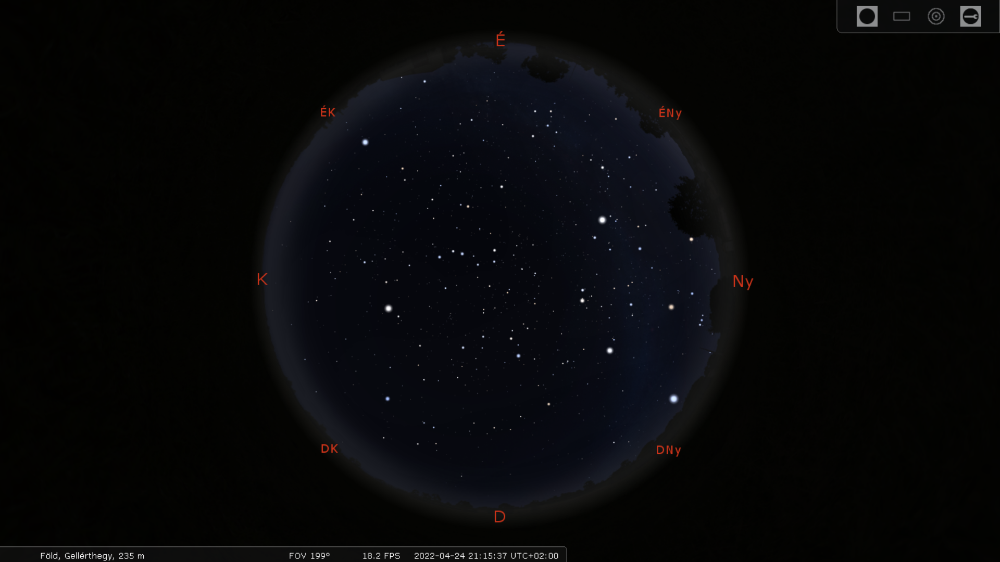 É
ÉK
ÉNy
K
Ny
DK
DNy
D
Föld, Gellérthegy, 235 m
FOV 199° 18.2 FPS 2022-04-24 21:15:37 UTC+02:00